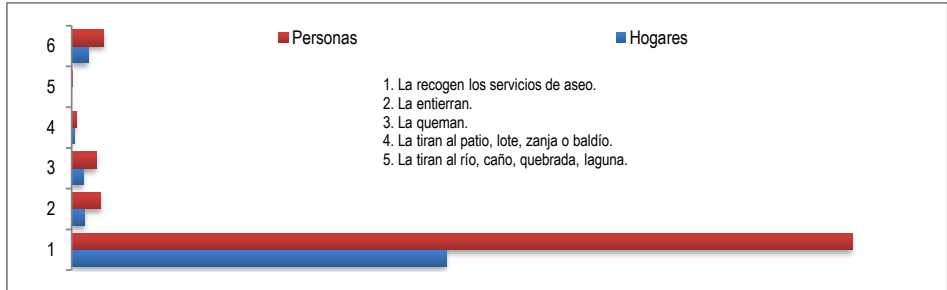 Personas Hogares
6
5
4
3
2
1
1. La recogen los servicios de aseo.
2. La entierran.
3. La queman.
4. La tiran al patio, lote, zanja o baldío.
5. La tiran al río, caño, quebrada, laguna.